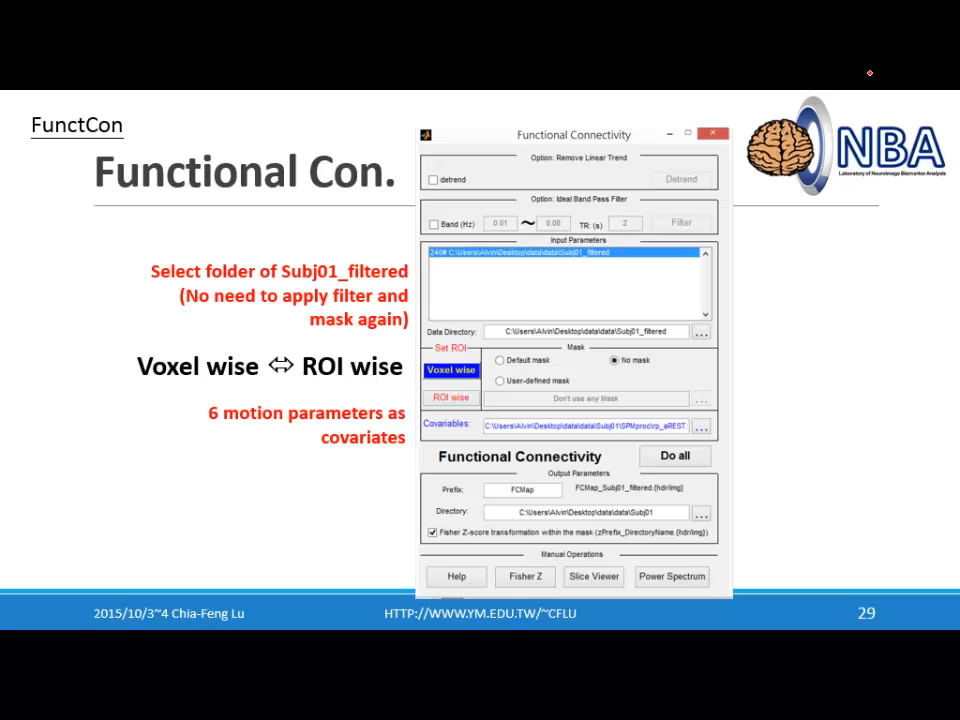 FunctCon
Functional Con.
NBA
Laboratory of Neuroimage Biomarker Analysis
Select folder of Subj01_filtered
(No need to apply filter and
mask again)
Voxel wise ⇔ ROI wise
6 motion parameters as
covariates
Functional Connectivity
Option: Remove Linear Trend
detrend
Detrend
Option: Ideal Band Pass Filter
Band (Hz) 0.01 ~ 0.08 TR: (s) 2 Filter
Input Parameters
240# C:\Users\Alvin\Desktop\data\data\Subj01_filtered
Data Directory: C:\Users\Alvin\Desktop\data\data\Subj01_filtered ...
Set ROI
Mask
Voxel wise
Default mask No mask
User-defined mask
ROI wise
Don't use any Mask ...
Covariables: C:\Users\Alvin\Desktop\data\data\Subj01\SPMproc\rp_aREST. ...
Functional Connectivity Do all
Output Parameters
Prefix: FCMap FCMap_Subj01_filtered.{hdr/img}
Directory: C:\Users\Alvin\Desktop\data\data\Subj01 ...
Fisher Z-score transformation within the mask (zPrefix_DirectoryName.{hdr/img})
Manual Operations
Help Fisher Z Slice Viewer Power Spectrum
2015/10/3~4 Chia-Feng Lu HTTP://WWW.YM.EDU.TW/~CFLU 29